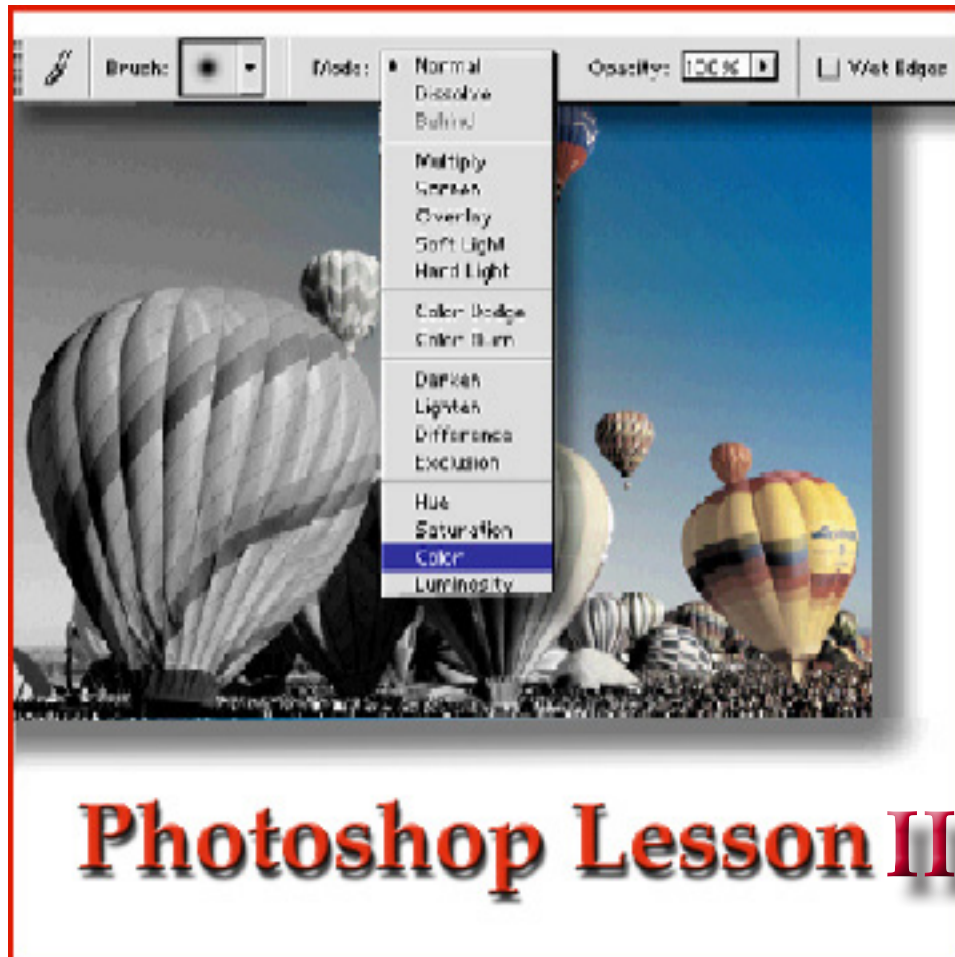 Brush: Mode: Normal Opacity: 100% Wet Edges
Dissolve
Behind
Multiply
Screen
Overlay
Soft Light
Hard Light
Color Dodge
Color Burn
Darken
Lighten
Difference
Exclusion
Hue
Saturation
Color
Luminosity
Photoshop Lesson II